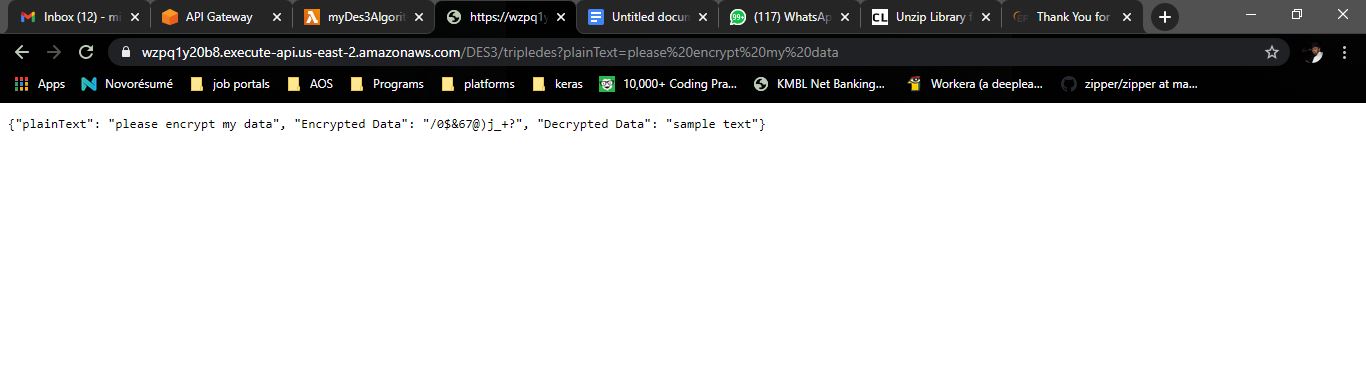 Inbox (12) - mi
API Gateway
myDes3Algorit
https://wzpq1y
Untitled docum
(117) WhatsAp
Unzip Library f
Thank You for
wzpq1y20b8.execute-api.us-east-2.amazonaws.com/DES3/tripledes?plainText=please%20encrypt%20my%20data
Apps
Novorésumé
job portals
AOS
Programs
platforms
keras
10,000+ Coding Pra...
KMBL Net Banking...
Workera (a deeplea...
zipper/zipper at ma...
{"plainText": "please encrypt my data", "Encrypted Data": "/0$&67@)j_+?", "Decrypted Data": "sample text"}